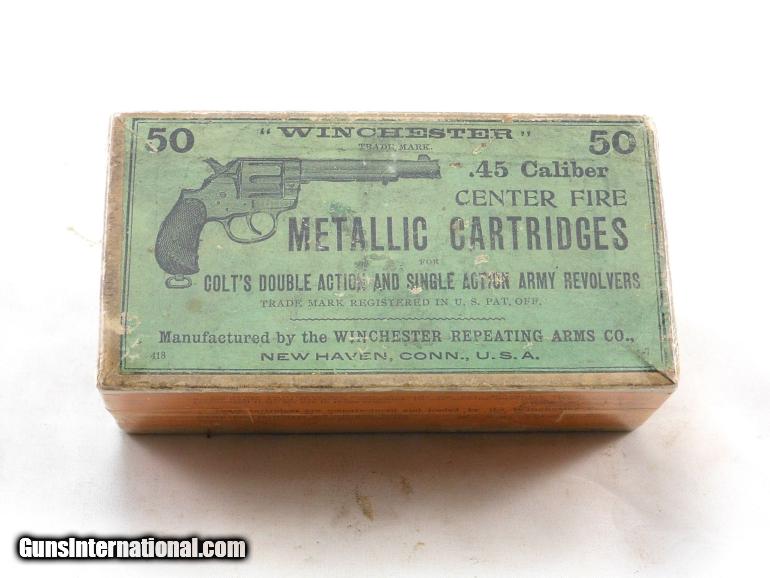 50 "WINCHESTER" 50
TRADE MARK.
.45 Caliber
CENTER FIRE
METALLIC CARTRIDGES
FOR
COLT'S DOUBLE ACTION AND SINGLE ACTION ARMY REVOLVERS
TRADE MARK REGISTERED IN U. S. PAT. OFF.
Manufactured by the WINCHESTER REPEATING ARMS CO.,
418
NEW HAVEN, CONN., U.S.A.
GunsInternational.com